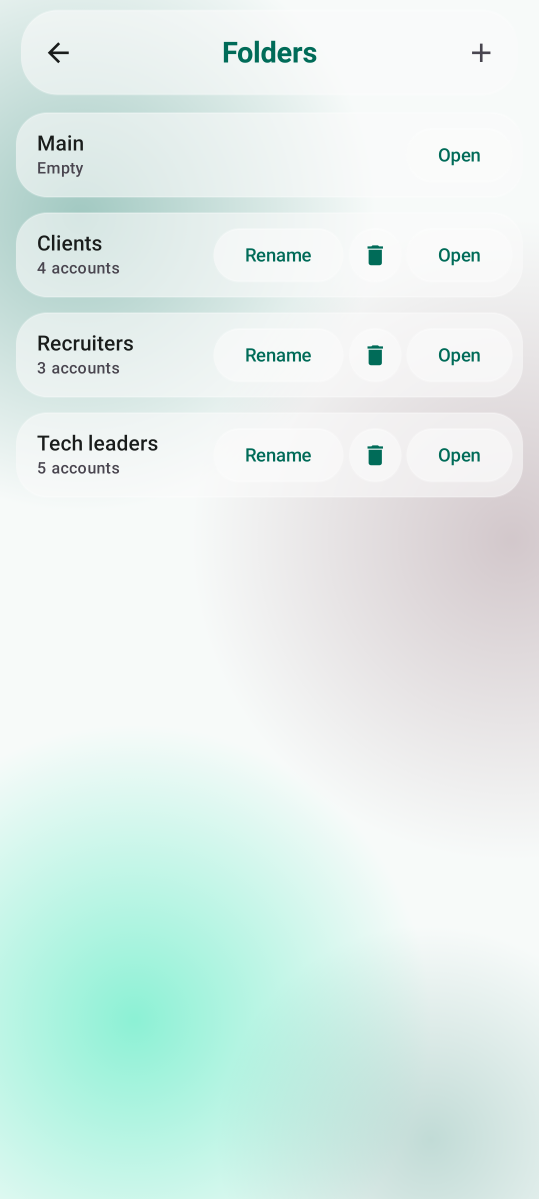 Folders
Main
Empty
Open
Clients
4 accounts
Rename
Open
Recruiters
3 accounts
Rename
Open
Tech leaders
5 accounts
Rename
Open